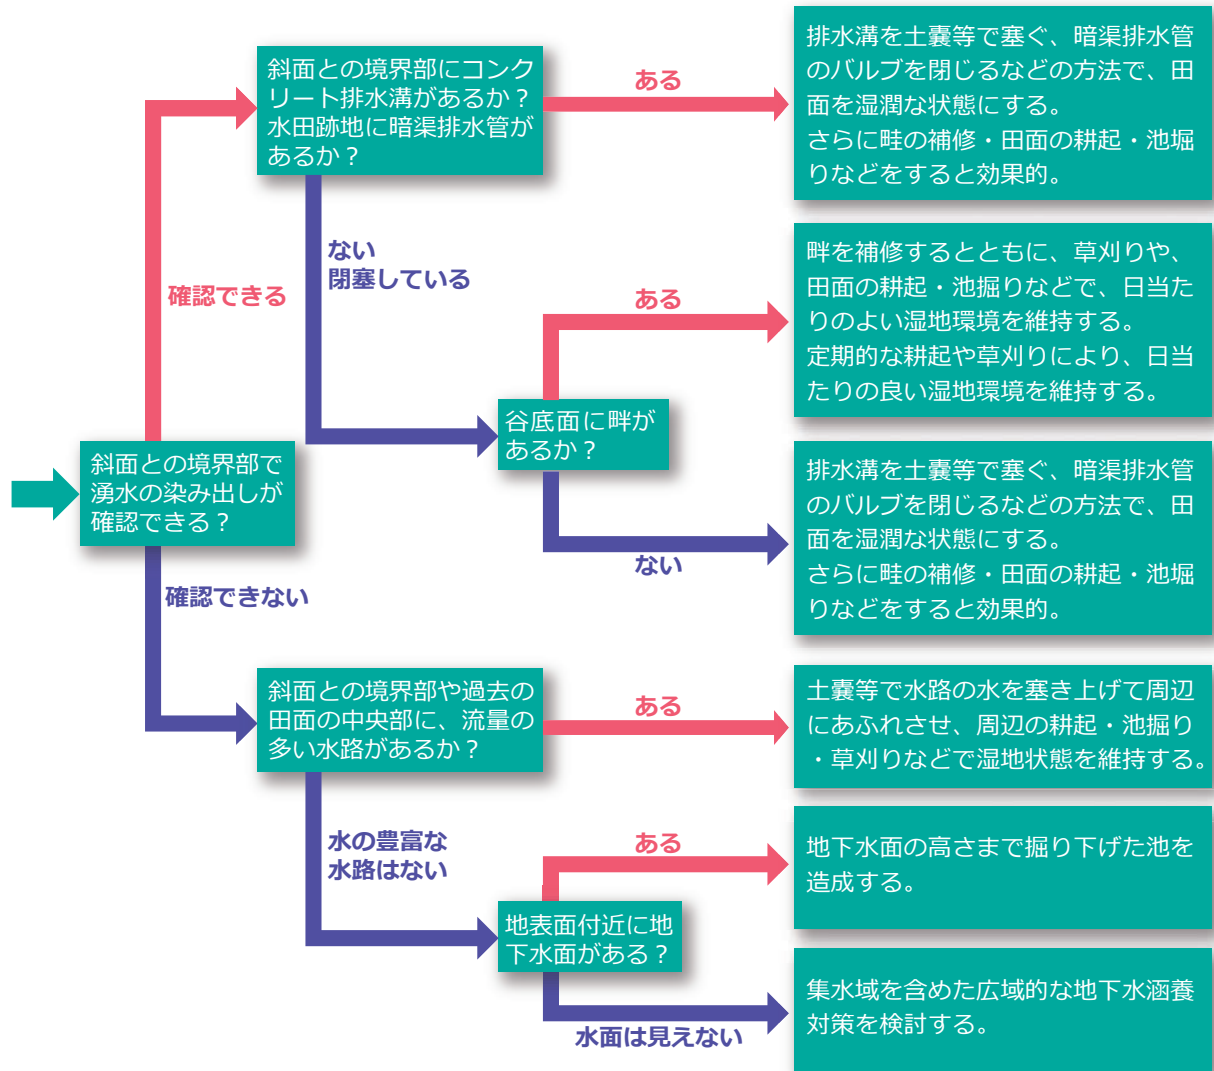 斜面との境界部で
湧水の染み出しが
確認できる？
確認できる
斜面との境界部にコンク
リート排水溝があるか？
水田跡地に暗渠排水管が
あるか？
ある
排水溝を土嚢等で塞ぐ、暗渠排水管
のバルブを閉じるなどの方法で、田
面を湿潤な状態にする。
さらに畦の補修・田面の耕起・池堀
りなどをすると効果的。
ない
閉塞している
谷底面に畔が
あるか？
ある
畔を補修するとともに、草刈りや、
田面の耕起・池掘りなどで、日当た
りのよい湿地環境を維持する。
定期的な耕起や草刈りにより、日当
たりの良い湿地環境を維持する。
ない
排水溝を土嚢等で塞ぐ、暗渠排水管
のバルブを閉じるなどの方法で、田
面を湿潤な状態にする。
さらに畦の補修・田面の耕起・池堀
りなどをすると効果的。
確認できない
斜面との境界部や過去の
田面の中央部に、流量の
多い水路があるか？
ある
土嚢等で水路の水を塞き上げて周辺
にあふれさせ、周辺の耕起・池掘り
・草刈りなどで湿地状態を維持する。
水の豊富な
水路はない
地表面付近に地
下水面がある？
ある
地下水面の高さまで掘り下げた池を
造成する。
水面は見えない
集水域を含めた広域的な地下水涵養
対策を検討する。